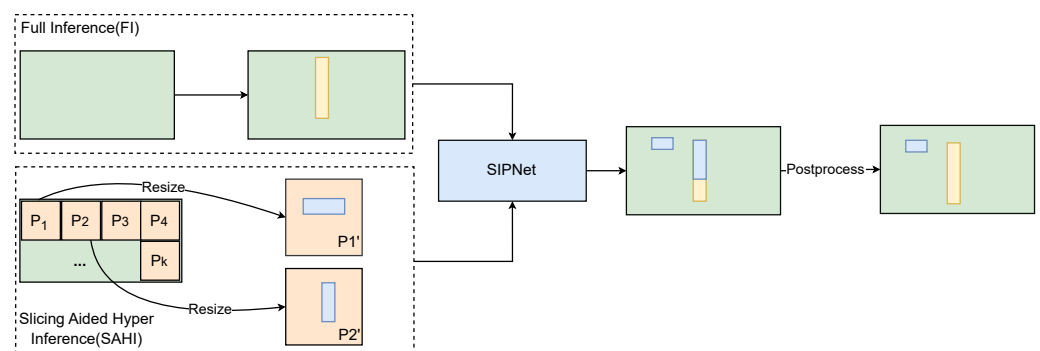 Full Inference(FI)
SIPNet
Postprocess
Resize
P1 P2 P3 P4
P1'
... Pk
Resize
P2'
Slicing Aided Hyper
Inference(SAHI)